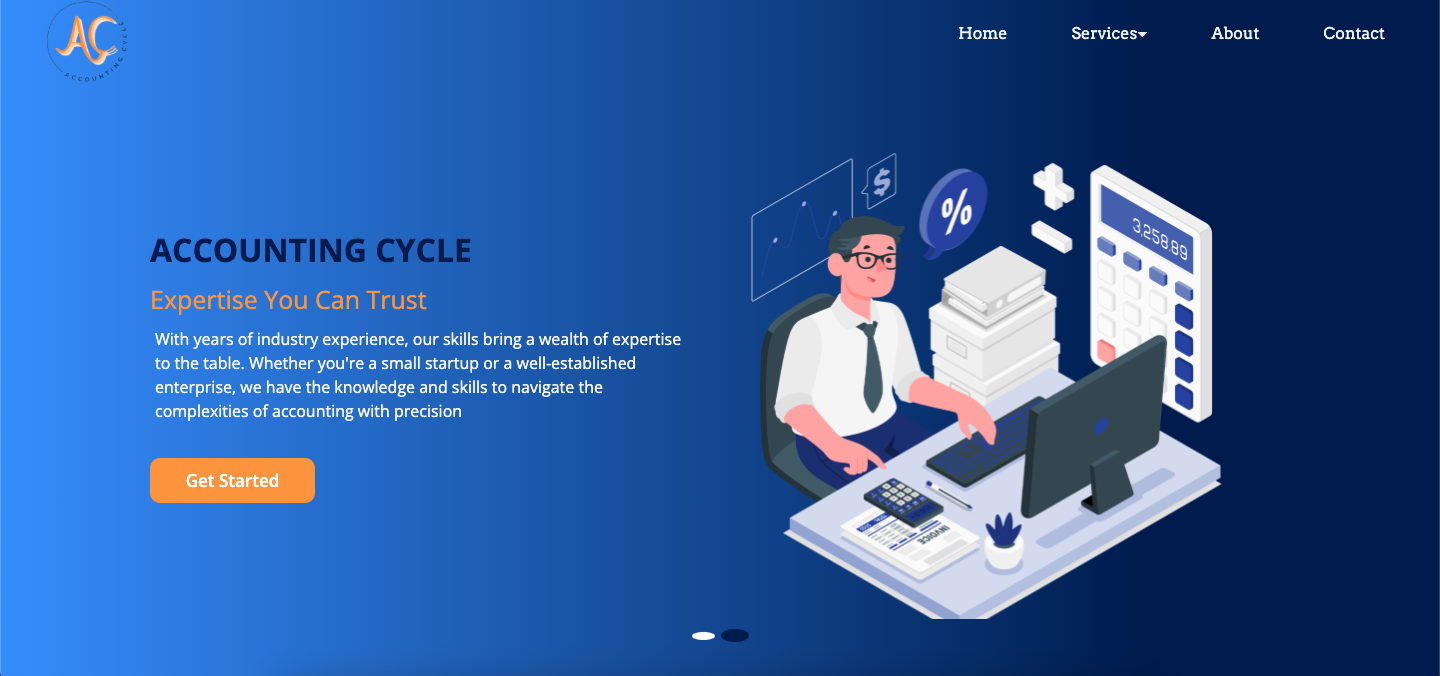 AC
ACCOUNTING CYCLE
Home
Services
About
Contact
$
%
3,258.89
ACCOUNTING CYCLE
Expertise You Can Trust
With years of industry experience, our skills bring a wealth of expertise
to the table. Whether you're a small startup or a well-established
enterprise, we have the knowledge and skills to navigate the
complexities of accounting with precision
Get Started
INVOICE